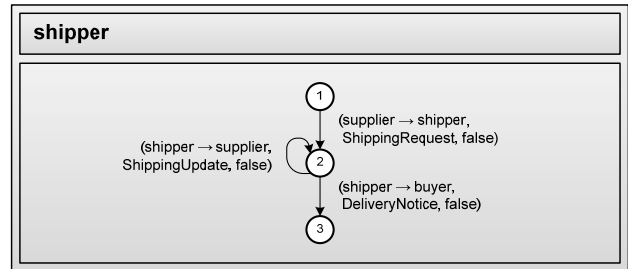 shipper
1
(supplier → shipper,
ShippingRequest, false)
(shipper → supplier,
ShippingUpdate, false)
2
(shipper → buyer,
DeliveryNotice, false)
3